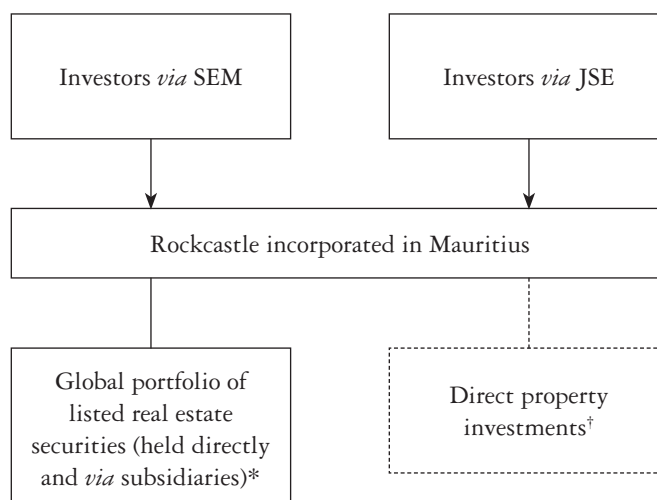 Investors via SEM
Investors via JSE
Rockcastle incorporated in Mauritius
Global portfolio of
listed real estate
securities (held directly
and via subsidiaries)*
Direct property
investments†